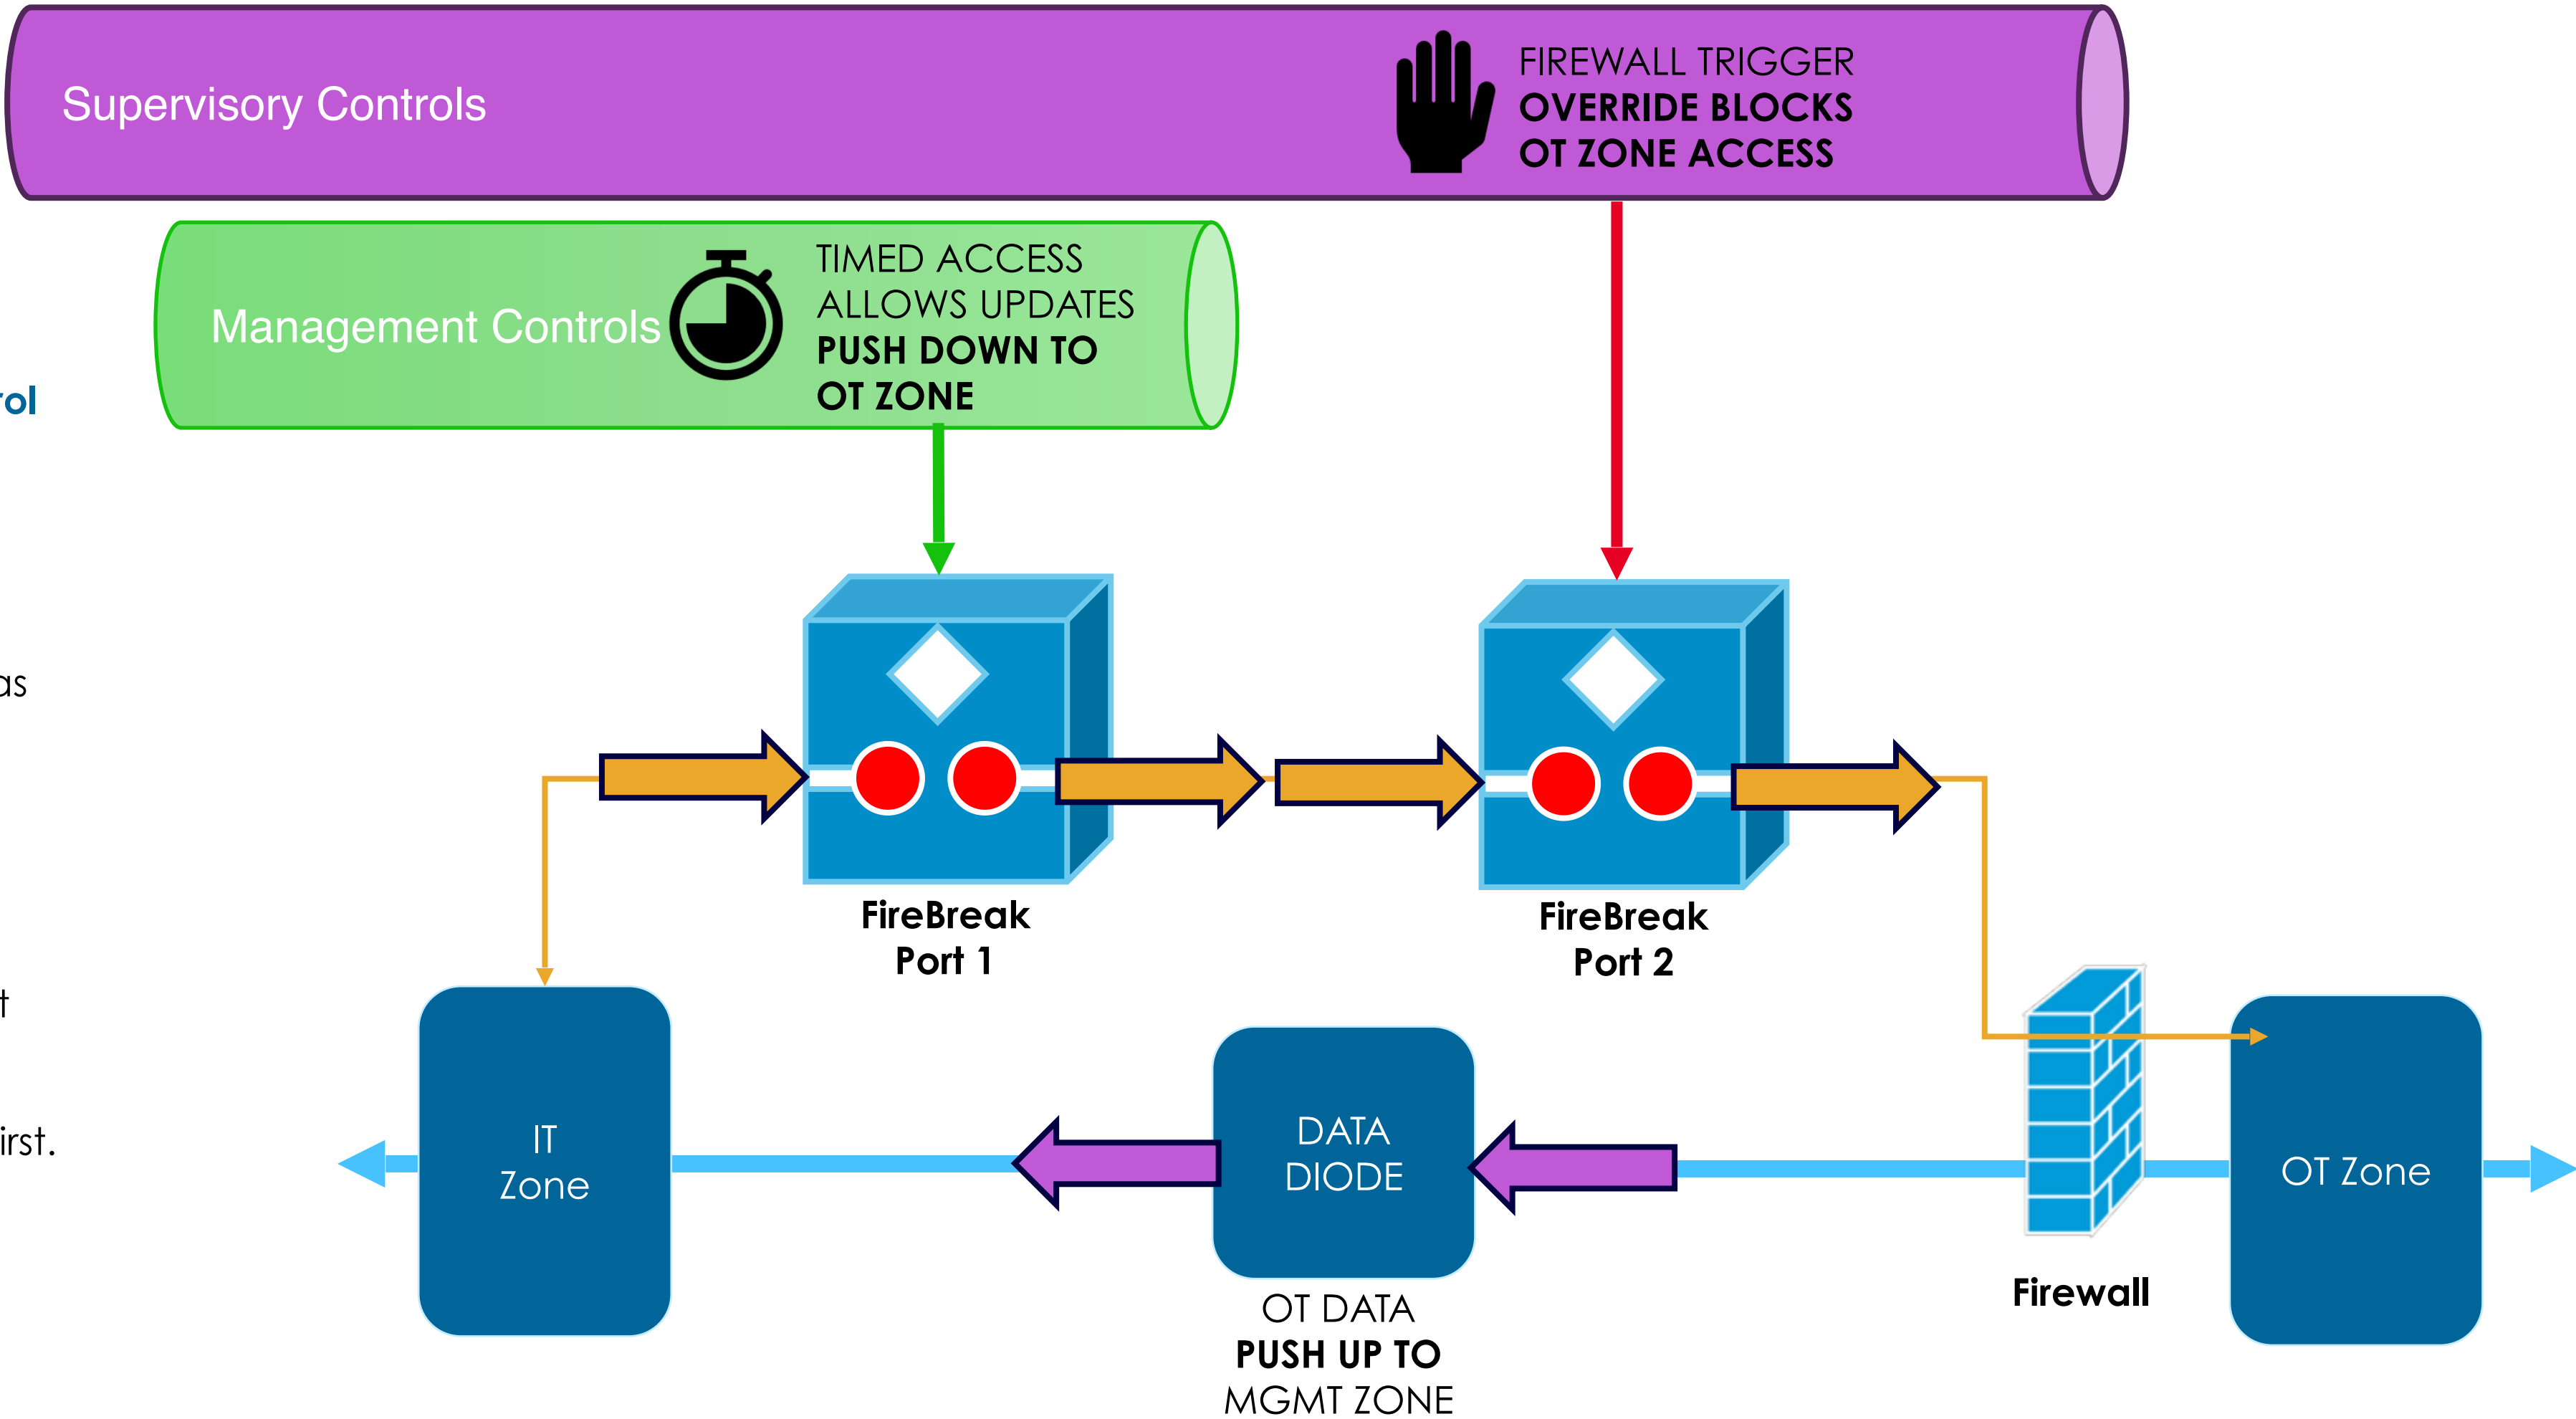 Supervisory Controls
FIREWALL TRIGGER
OVERRIDE BLOCKS
OT ZONE ACCESS
Management Controls
TIMED ACCESS
ALLOWS UPDATES
PUSH DOWN TO
OT ZONE
rol
as
t
irst.
FireBreak
Port 1
FireBreak
Port 2
IT
Zone
DATA
DIODE
OT Zone
Firewall
OT DATA
PUSH UP TO
MGMT ZONE